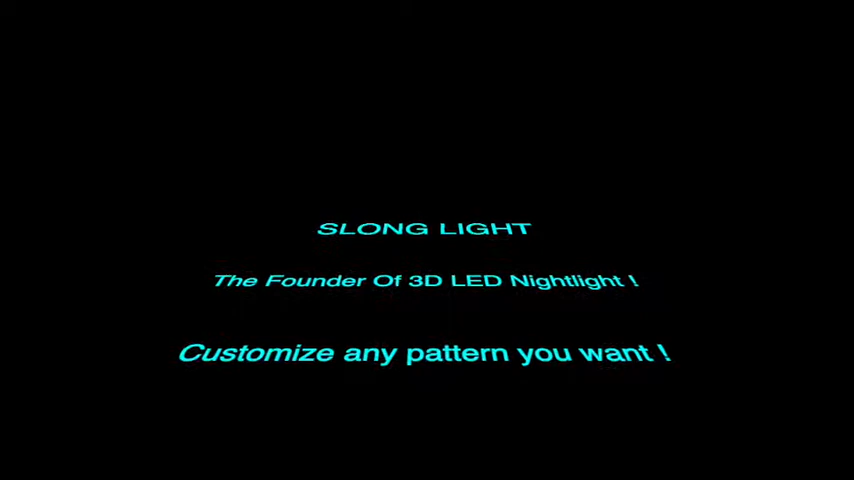 SLONG LIGHT
The Founder Of 3D LED Nightlight !
Customize any pattern you want !